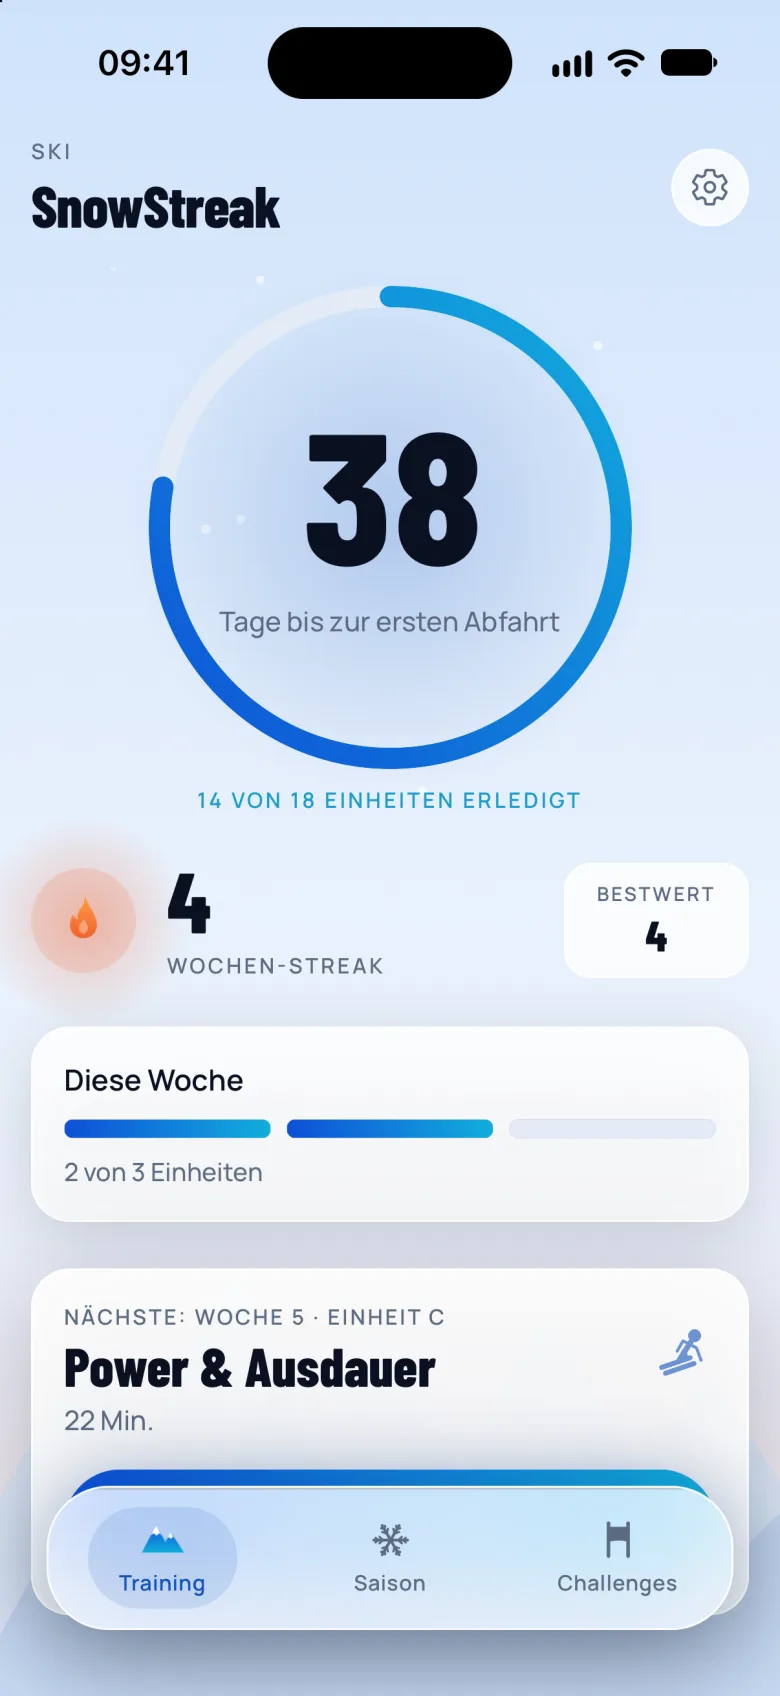 09:41
SKI
SnowStreak
38
Tage bis zur ersten Abfahrt
14 VON 18 EINHEITEN ERLEDIGT
4
WOCHEN-STREAK
BESTWERT
4
Diese Woche
2 von 3 Einheiten
NÄCHSTE: WOCHE 5 · EINHEIT C
Power & Ausdauer
22 Min.
Training
Saison
Challenges